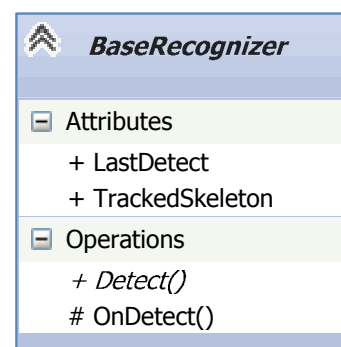 BaseRecognizer
Attributes
+ LastDetect
+ TrackedSkeleton
Operations
+ Detect()
# OnDetect()